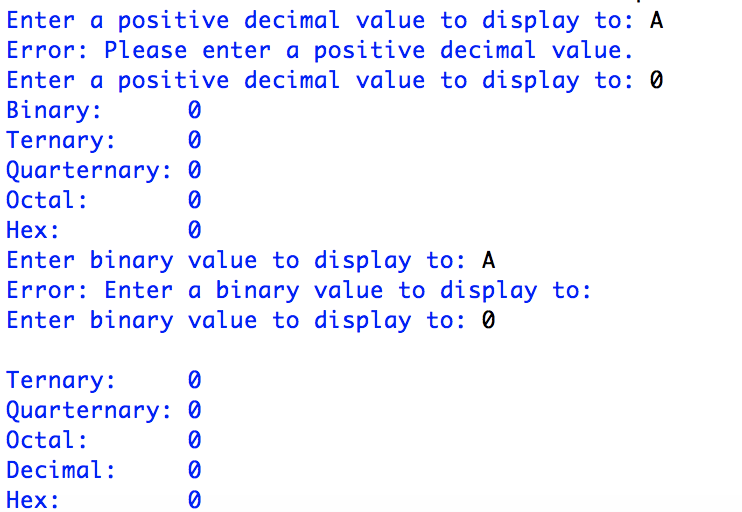 Enter a positive decimal value to display to: A
Error: Please enter a positive decimal value.
Enter a positive decimal value to display to: 0
Binary: 0
Ternary: 0
Quarternary: 0
Octal: 0
Hex: 0
Enter binary value to display to: A
Error: Enter a binary value to display to:
Enter binary value to display to: 0
Ternary: 0
Quarternary: 0
Octal: 0
Decimal: 0
Hex: 0